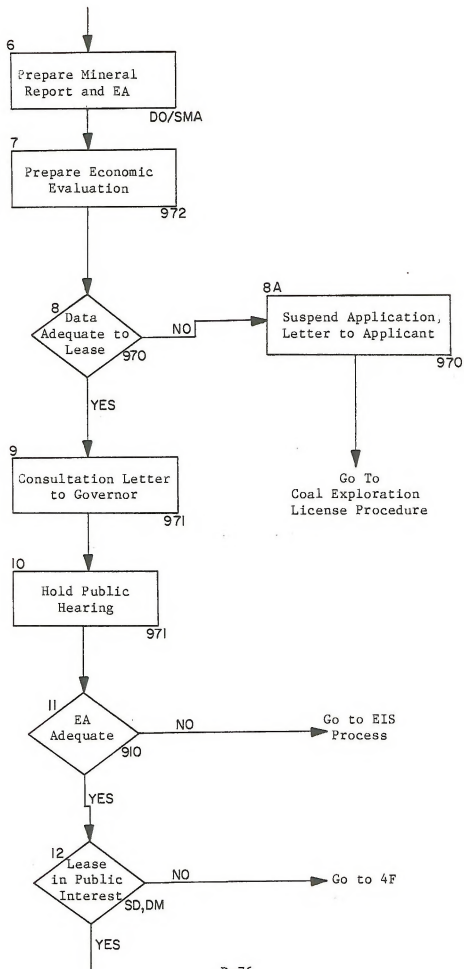 6
Prepare Mineral
Report and EA
DO/SMA
7
Prepare Economic
Evaluation
972
8
Data
Adequate to
Lease
970
NO
8A
Suspend Application,
Letter to Applicant
970
YES
Go To
Coal Exploration
License Procedure
9
Consultation Letter
to Governor
971
10
Hold Public
Hearing
971
11
EA
Adequate
910
NO
Go to EIS
Process
YES
12
Lease
in Public
Interest
SD,DM
NO
Go to 4F
YES